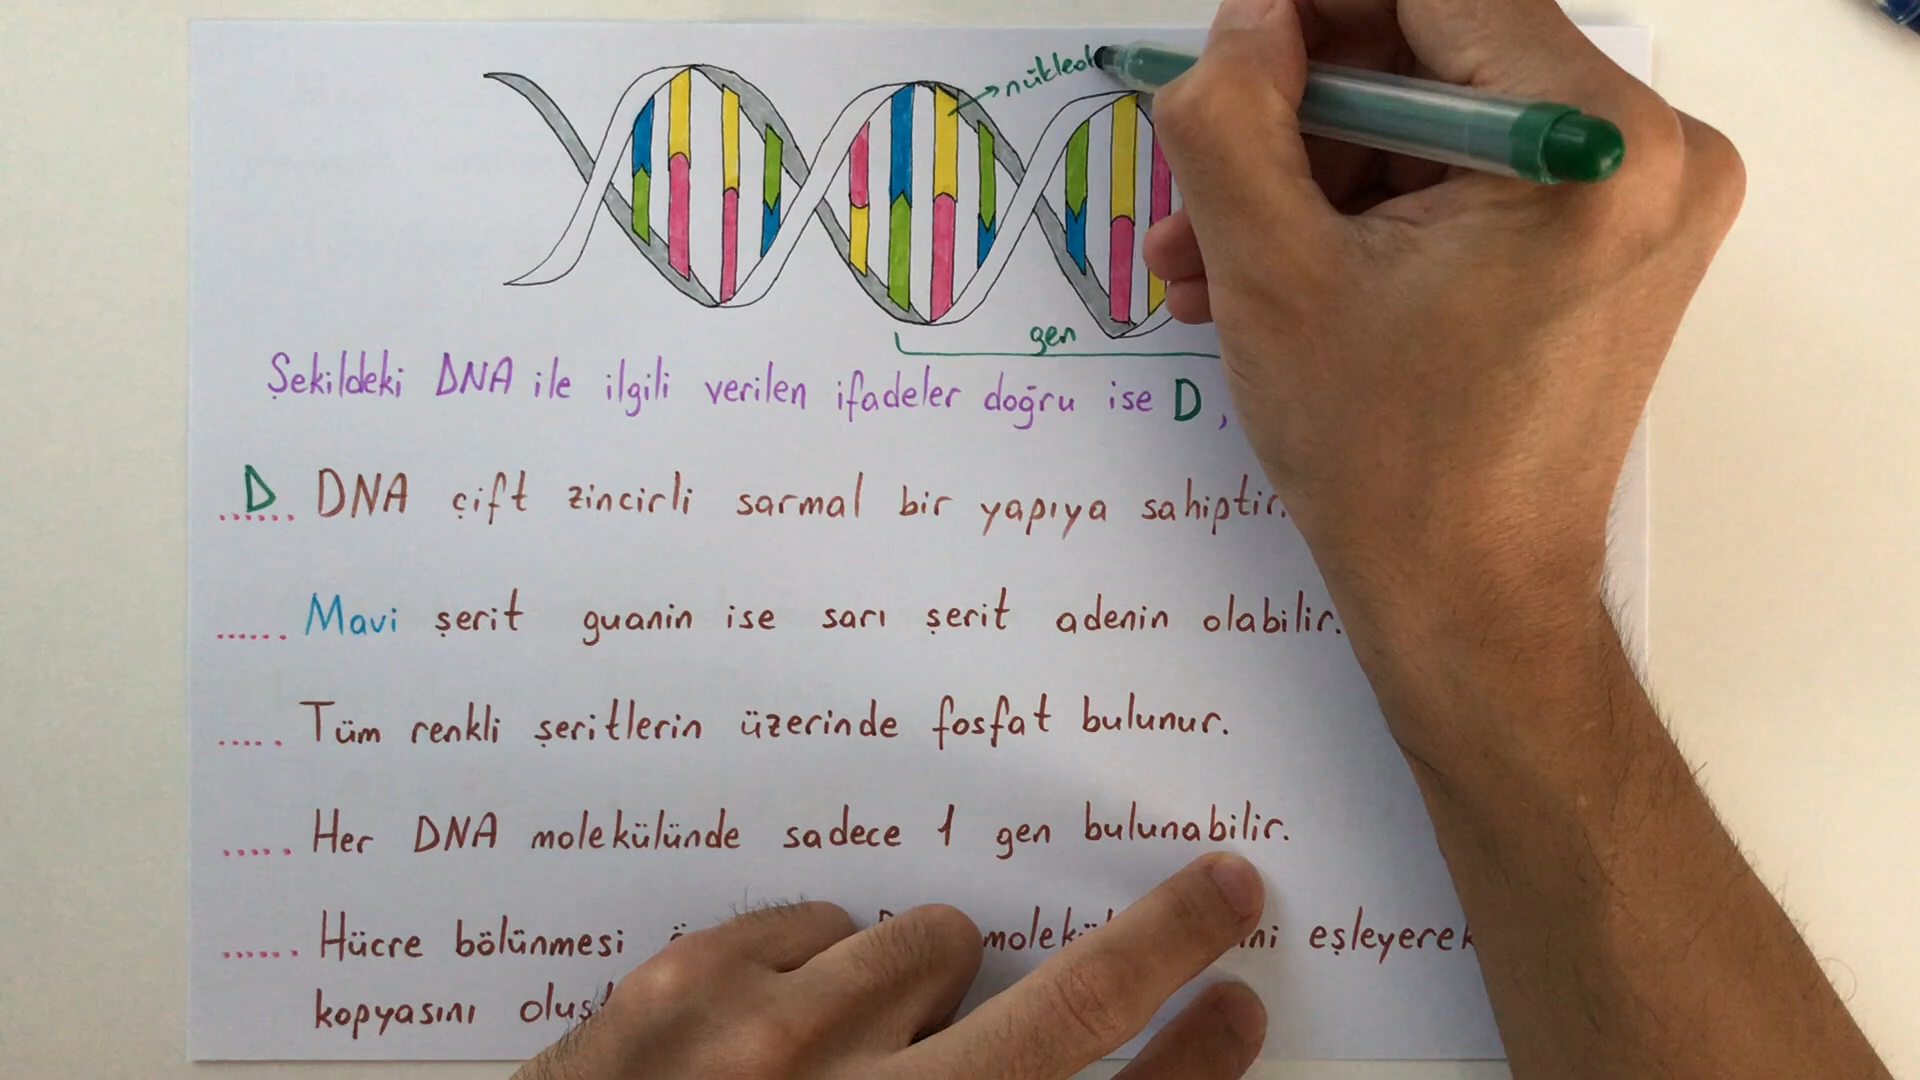 gen
Şekildeki DNA ile ilgili verilen ifadeler doğru ise D,
D DNA çift zincirli sarmal bir yapıya sahiptir.
...... Mavi şerit guanin ise sarı şerit adenin olabilir.
..... Tüm renkli şeritlerin üzerinde fosfat bulunur.
..... Her DNA molekülünde sadece 1 gen bulunabilir.
...... Hücre bölünmesi eşleyerek
kopyasını